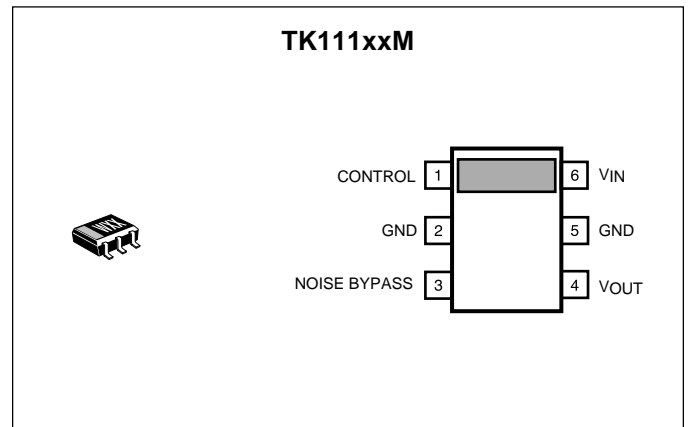 TK111xxM
CONTROL 1 6 VIN
GND 2 5 GND
NOISE BYPASS 3 4 VOUT